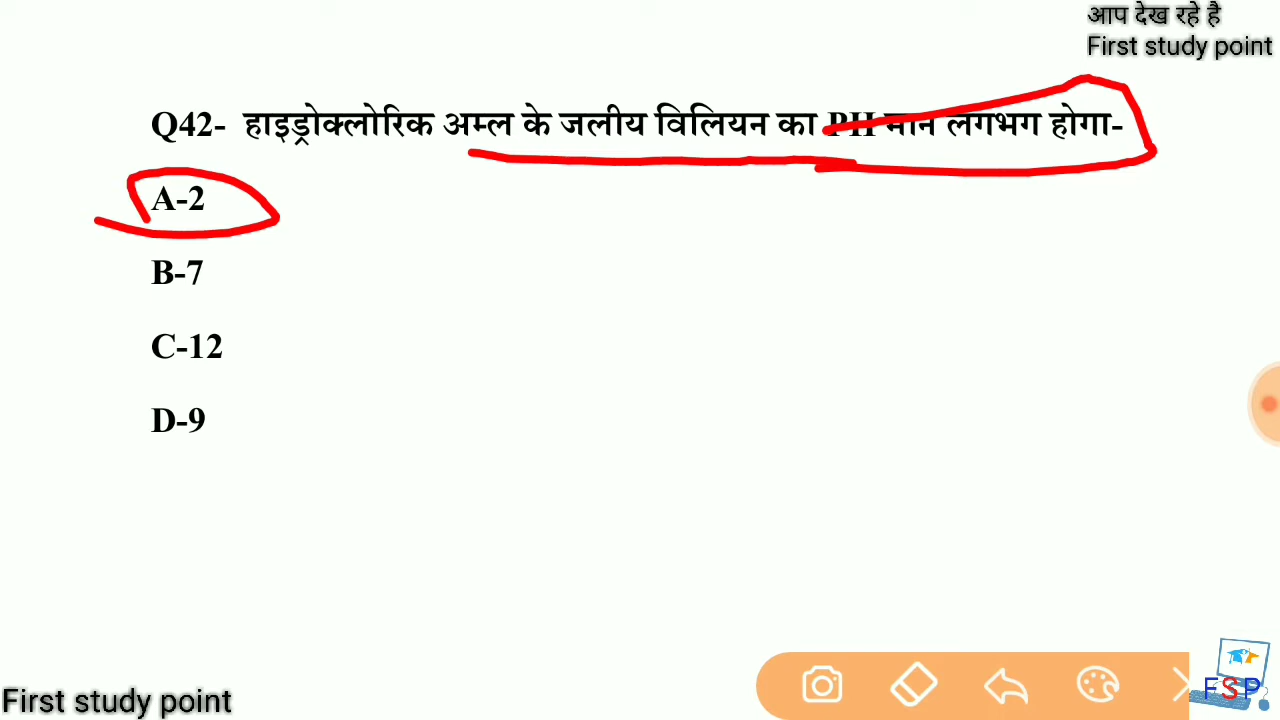 आप देख रहे है
First study point
Q42- हाइड्रोक्लोरिक अम्ल के जलीय विलियन का PH मान लगभग होगा-
A-2
B-7
C-12
D-9
First study point
FSP